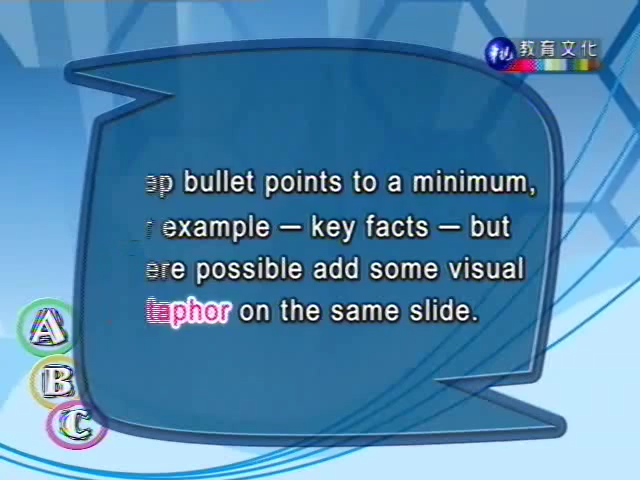 教育文化
ep bullet points to a minimum,
r example — key facts — but
ere possible add some visual
taphor on the same slide.
A
B
C